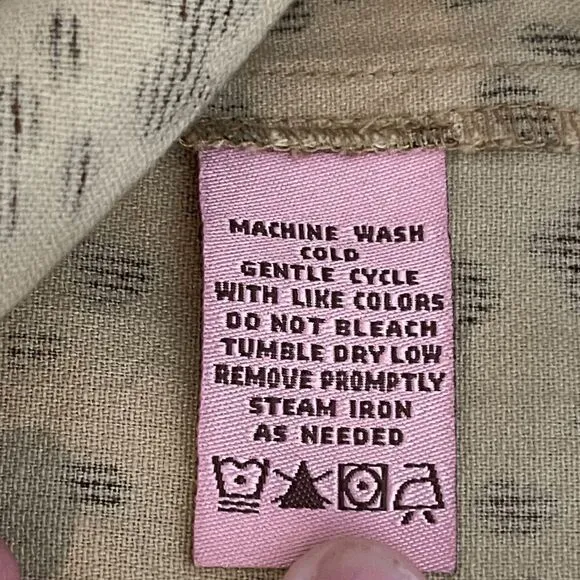 MACHINE WASH
COLD
GENTLE CYCLE
WITH LIKE COLORS
DO NOT BLEACH
TUMBLE DRY LOW
REMOVE PROMPTLY
STEAM IRON
AS NEEDED